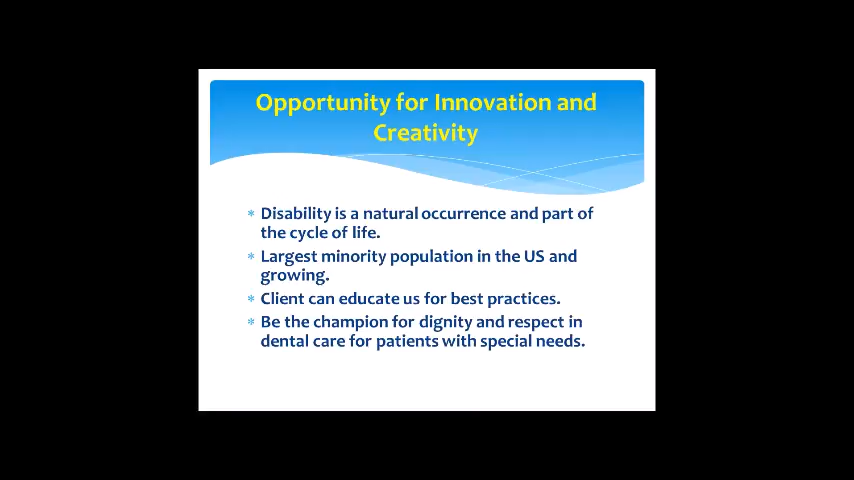 Opportunity for Innovation and
Creativity
* Disability is a natural occurrence and part of
the cycle of life.
* Largest minority population in the US and
growing.
* Client can educate us for best practices.
* Be the champion for dignity and respect in
dental care for patients with special needs.